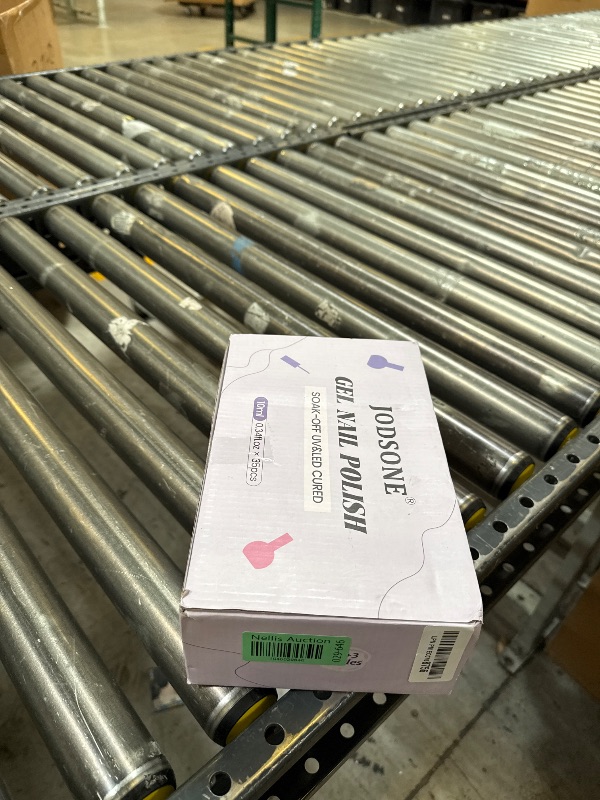 JODSONE®
GEL NAIL POLISH
SOAK-OFF UV&LED CURED
10ml 0.34fl.oz × 35pcs
Nellis Auction